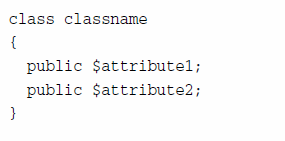 class classname
{
  public $attribute1;
  public $attribute2;
}